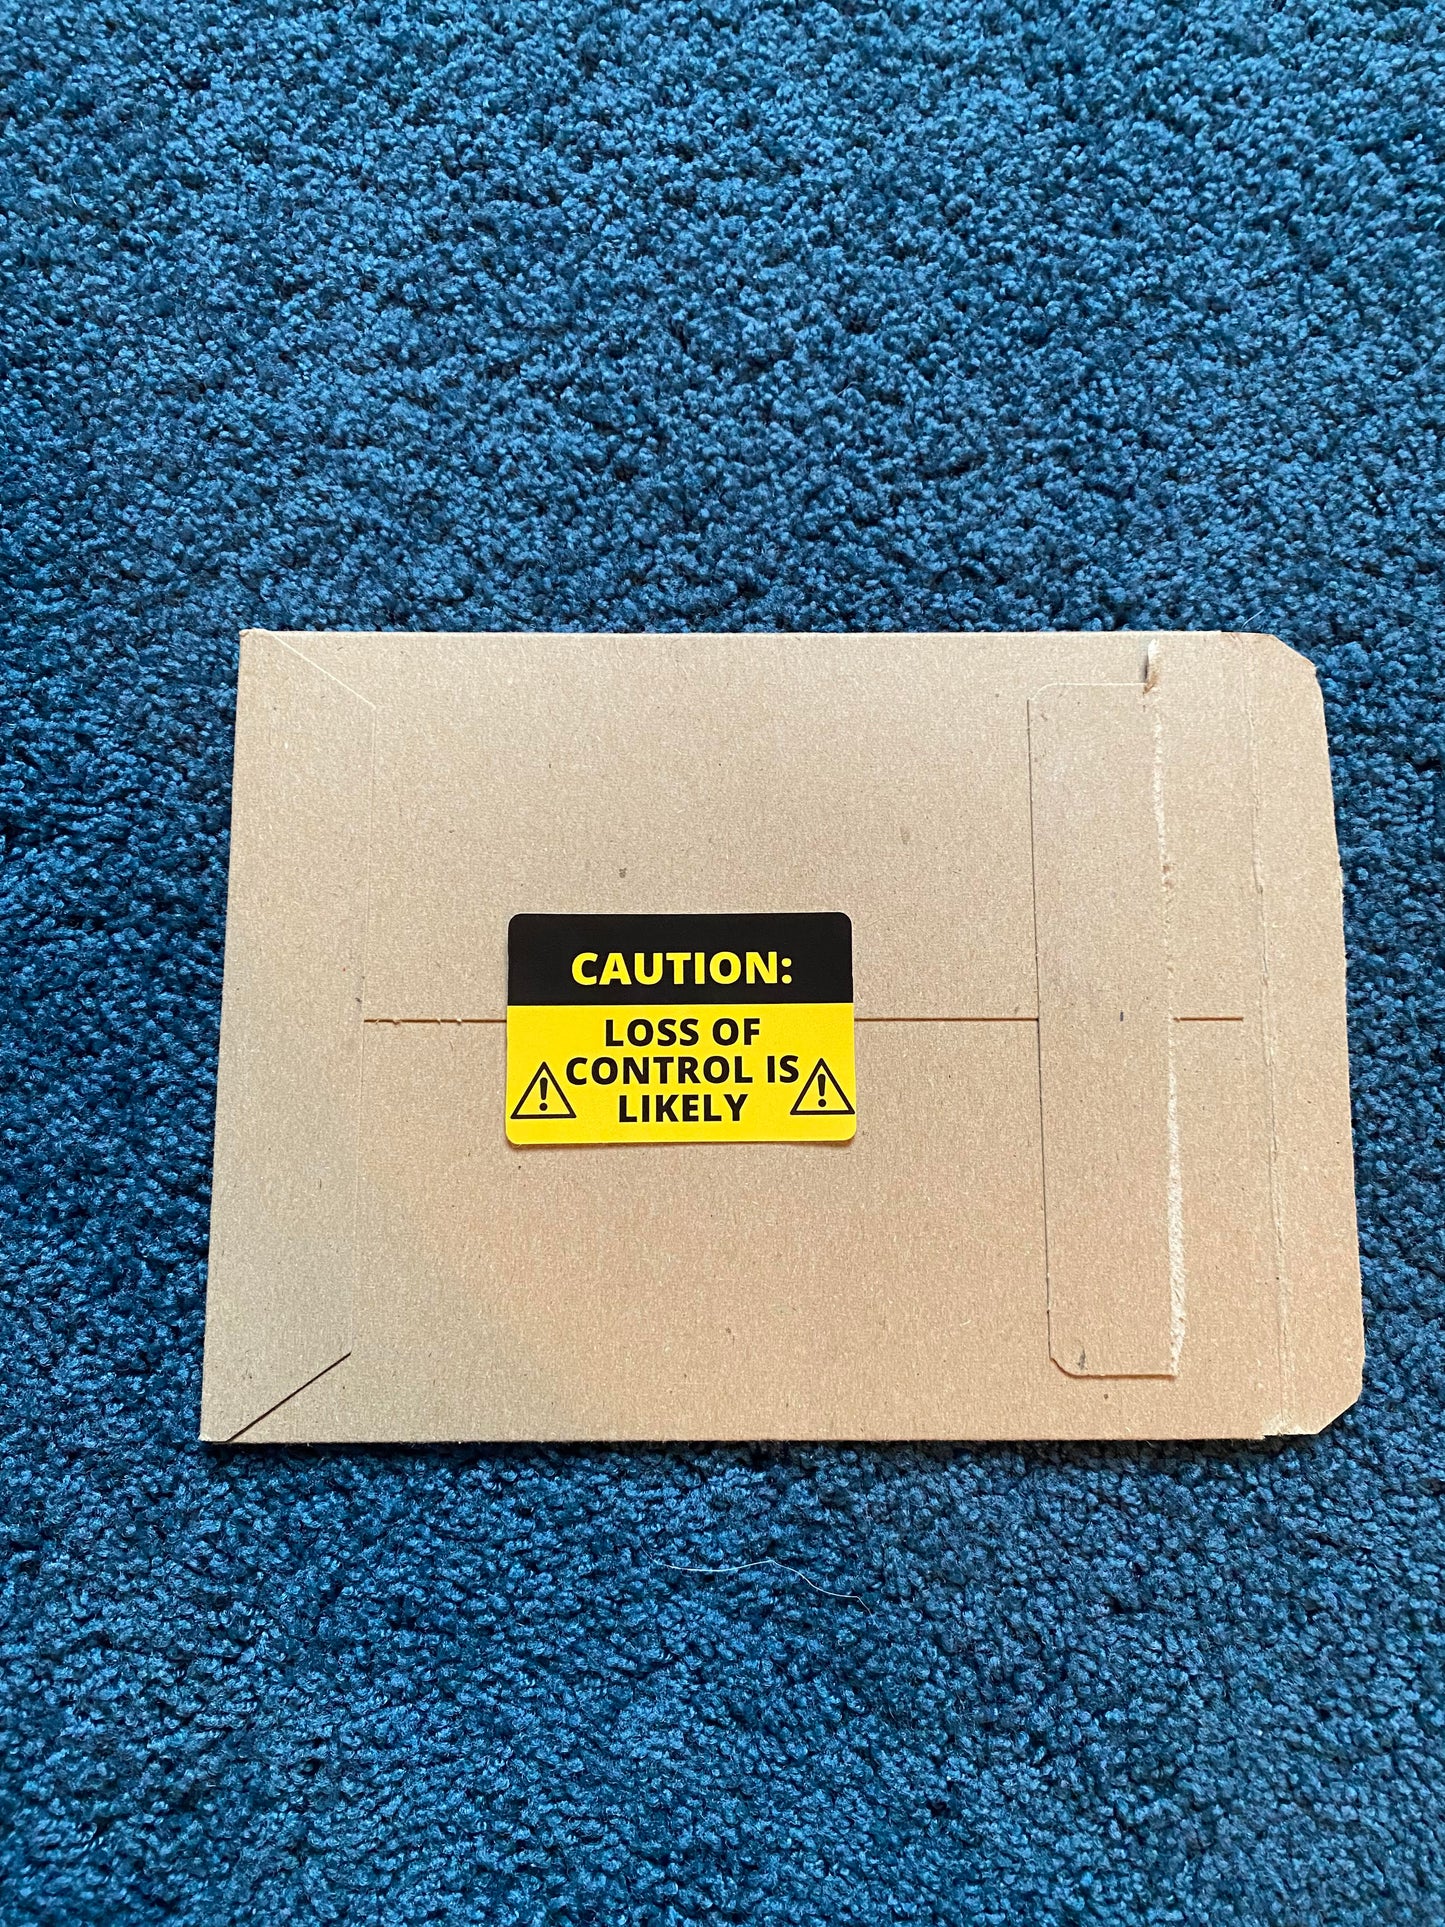 CAUTION:
LOSS OF
CONTROL IS
LIKELY